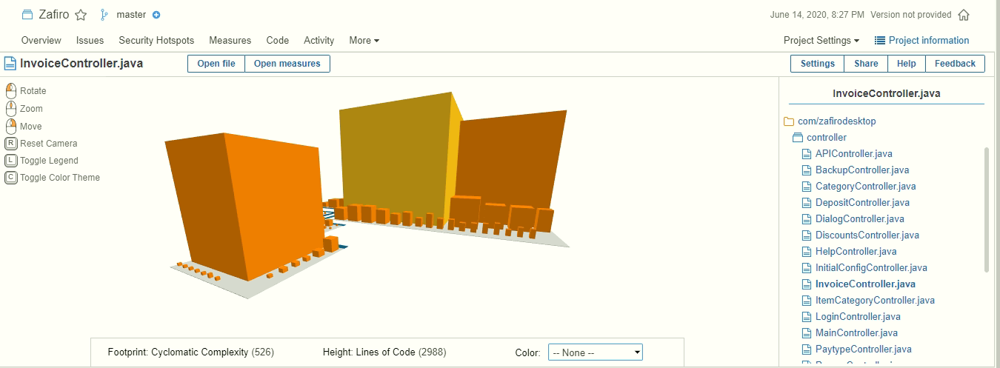 Zafiro master June 14, 2020, 8:27 PM Version not provided
Overview Issues Security Hotspots Measures Code Activity More Project Settings Project information
InvoiceController.java Open file Open measures Settings Share Help Feedback
Rotate
Zoom
Move
R Reset Camera
L Toggle Legend
C Toggle Color Theme
InvoiceController.java
com/zafirodesktop
controller
APIController.java
BackupController.java
CategoryController.java
DepositController.java
DialogController.java
DiscountsController.java
HelpController.java
InitialConfigController.java
InvoiceController.java
ItemCategoryController.java
LoginController.java
MainController.java
PaytypeController.java
Footprint: Cyclomatic Complexity (526) Height: Lines of Code (2988) Color: -- None --